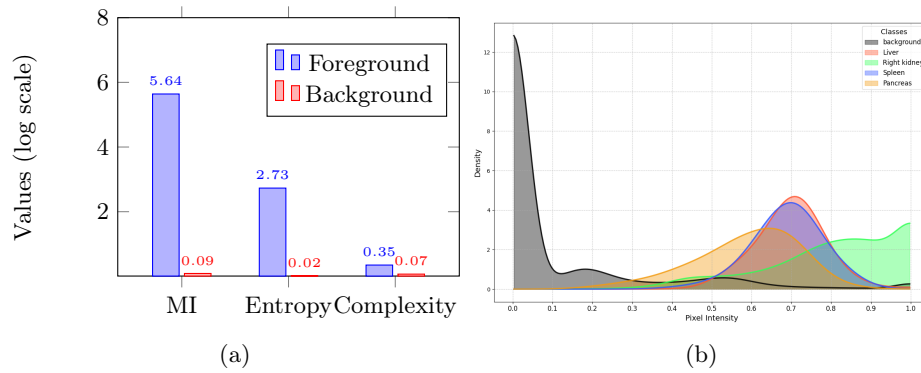 Values (log scale)
8
6
4
2
5.64
0.09
2.73
0.02
0.35
0.07
Foreground
Background
MI Entropy Complexity
(a)
Classes
background
Liver
Right kidney
Spleen
Pancreas
Density
12
10
8
6
4
2
0
0.0 0.1 0.2 0.3 0.4 0.5 0.6 0.7 0.8 0.9 1.0
Pixel Intensity
(b)